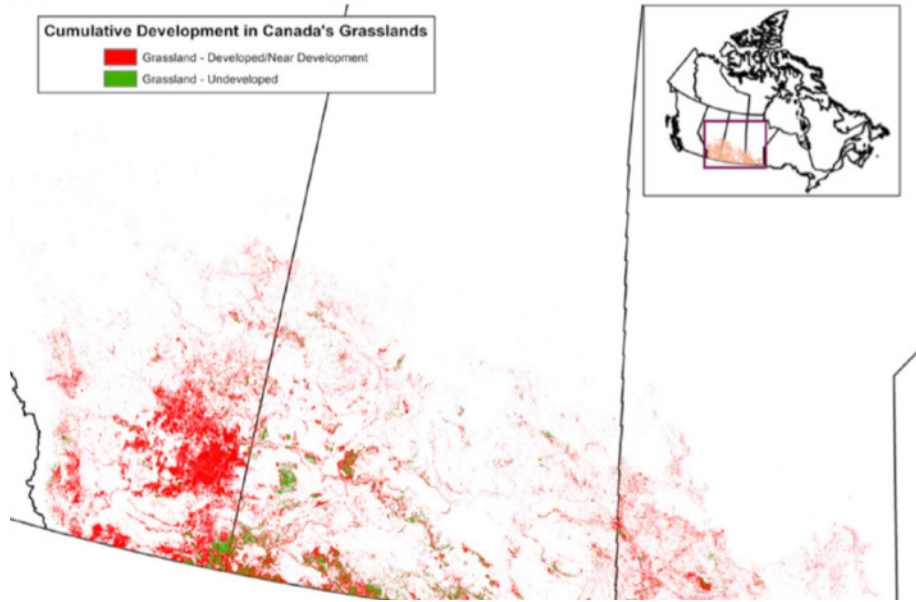 Cumulative Development in Canada's Grasslands
Grassland - Developed/Near Development
Grassland - Undeveloped